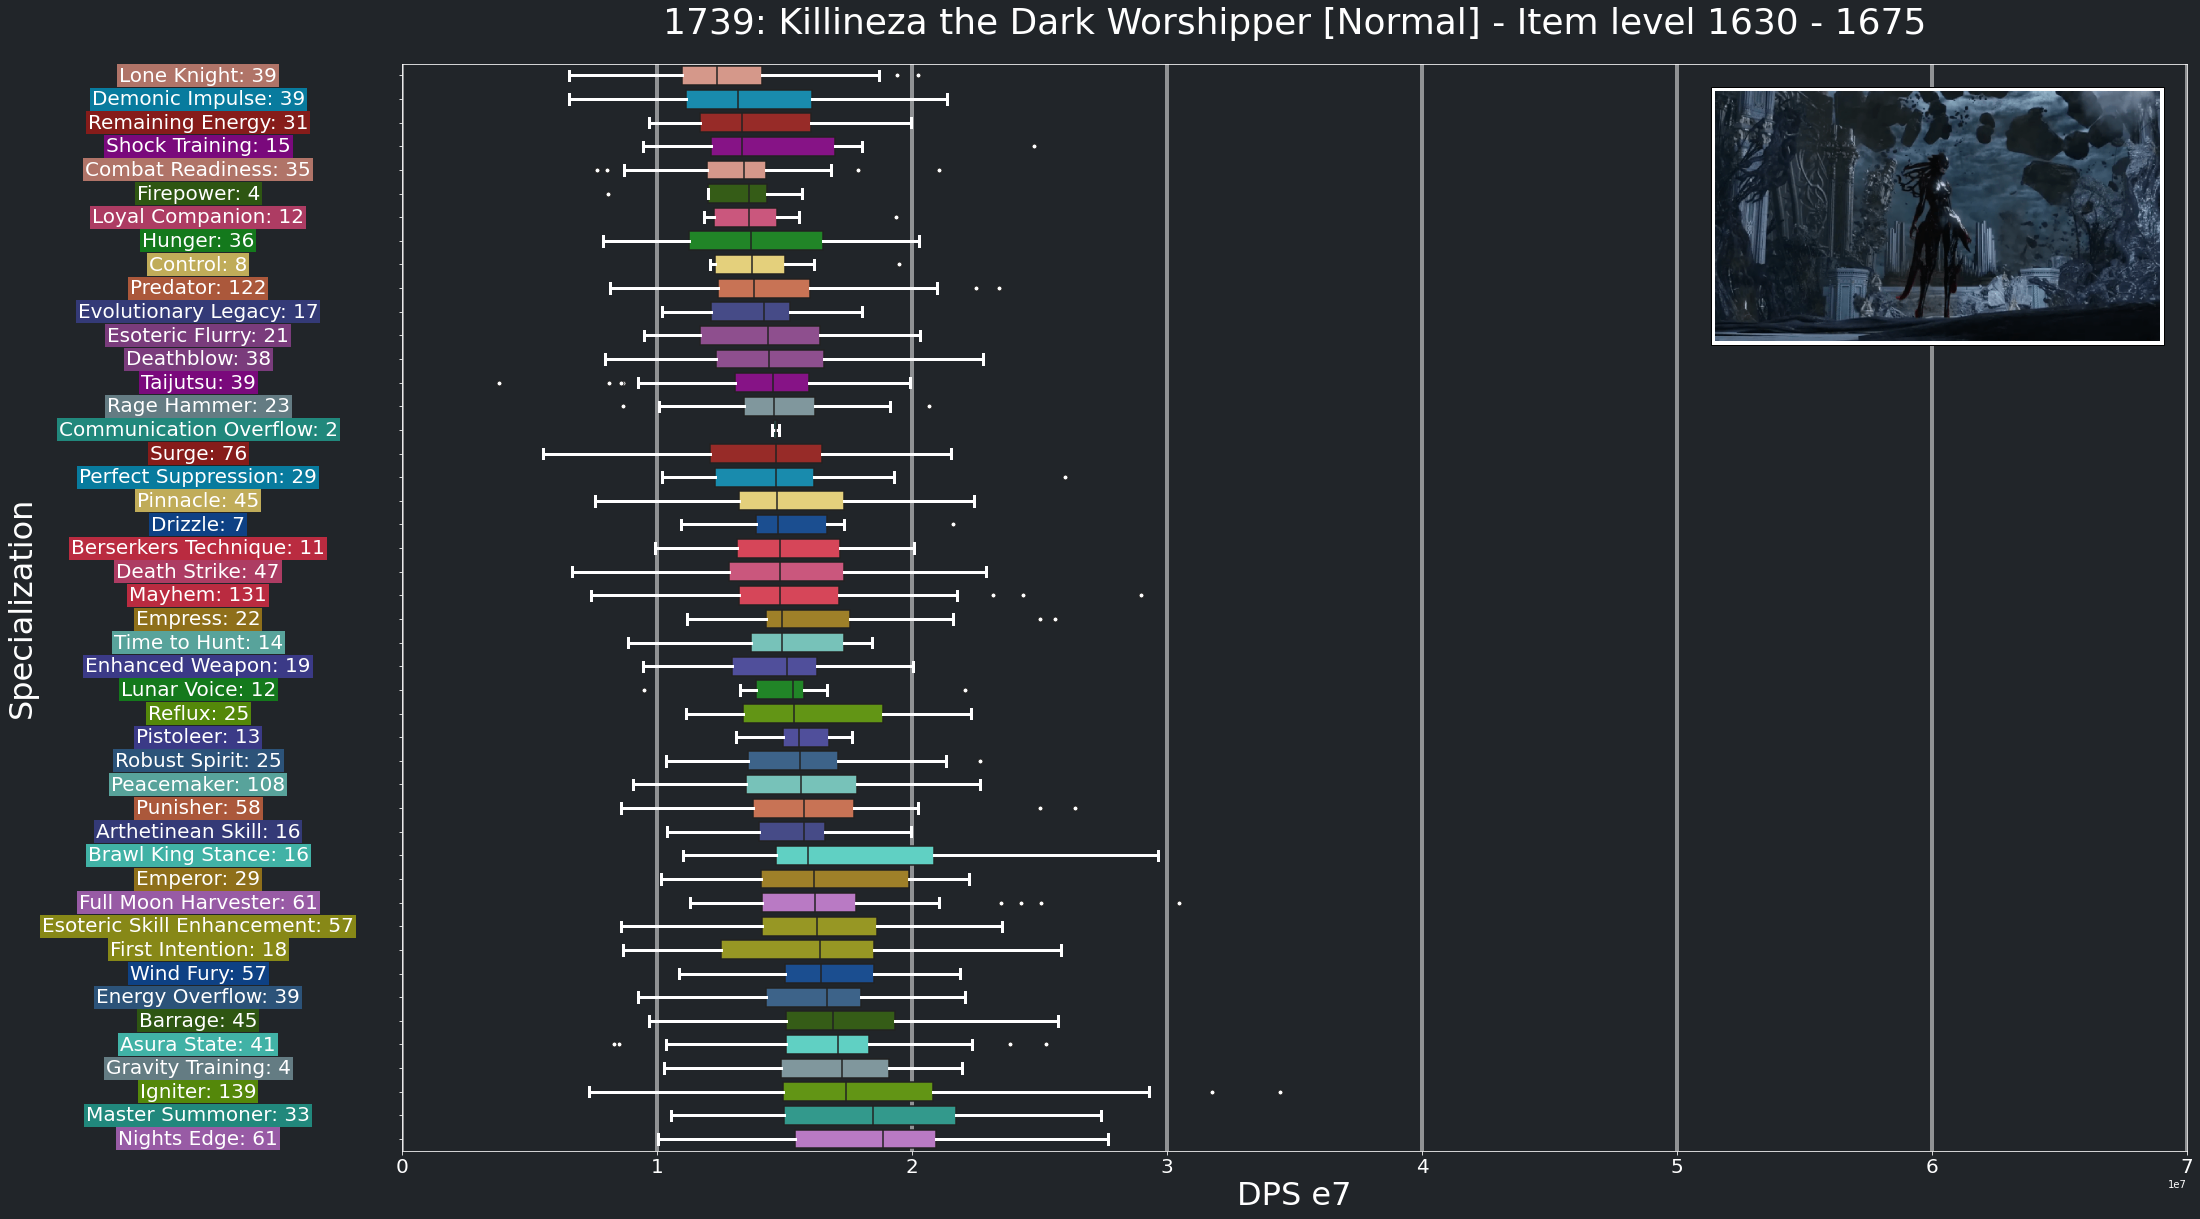 1739: Killineza the Dark Worshipper [Normal] - Item level 1630 - 1675
Lone Knight: 39
Demonic Impulse: 39
Remaining Energy: 31
Shock Training: 15
Combat Readiness: 35
Firepower: 4
Loyal Companion: 12
Hunger: 36
Control: 8
Predator: 122
Evolutionary Legacy: 17
Esoteric Flurry: 21
Deathblow: 38
Taijutsu: 39
Rage Hammer: 23
Communication Overflow: 2
Surge: 76
Perfect Suppression: 29
Pinnacle: 45
Drizzle: 7
Berserkers Technique: 11
Death Strike: 47
Mayhem: 131
Empress: 22
Time to Hunt: 14
Enhanced Weapon: 19
Lunar Voice: 12
Reflux: 25
Pistoleer: 13
Robust Spirit: 25
Peacemaker: 108
Punisher: 58
Arthetinean Skill: 16
Brawl King Stance: 16
Emperor: 29
Full Moon Harvester: 61
Esoteric Skill Enhancement: 57
First Intention: 18
Wind Fury: 57
Energy Overflow: 39
Barrage: 45
Asura State: 41
Gravity Training: 4
Igniter: 139
Master Summoner: 33
Nights Edge: 61
Specialization
0 1 2 3 4 5 6 7
1e7
DPS e7